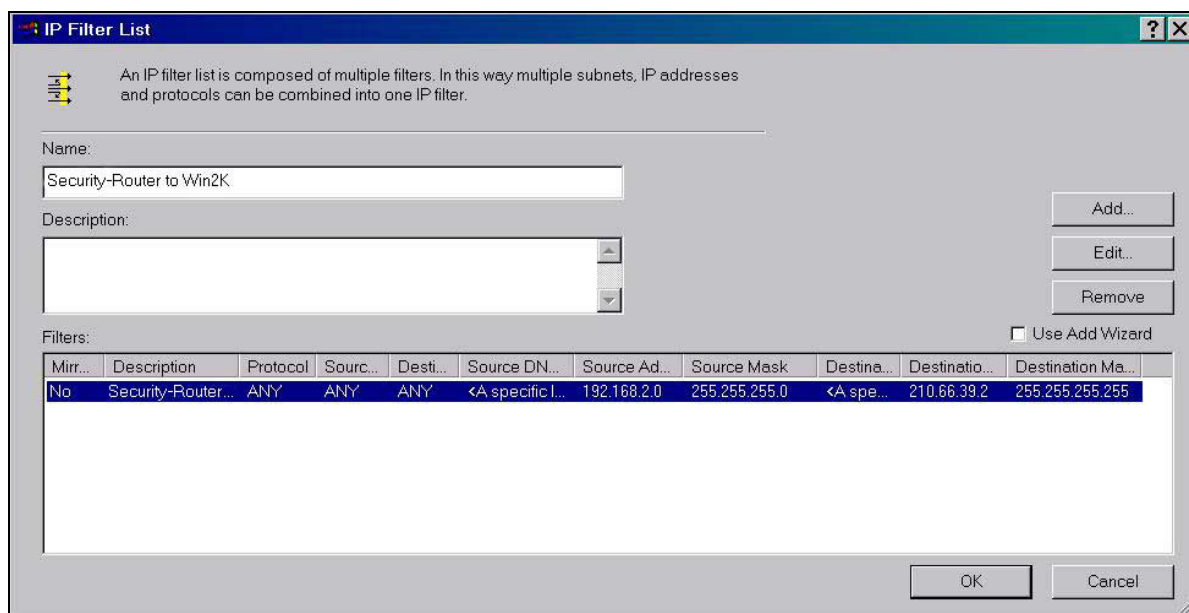 IP Filter List
An IP filter list is composed of multiple filters. In this way multiple subnets, IP addresses
and protocols can be combined into one IP filter.
Name:
Security-Router to Win2K
Description:
Add...
Edit...
Remove
Filters:
Use Add Wizard
Mirr... Description Protocol Sourc... Desti... Source DN... Source Ad... Source Mask Destina... Destinatio... Destination Ma...
No Security-Router... ANY ANY ANY <A specific I... 192.168.2.0 255.255.255.0 <A spe... 210.66.39.2 255.255.255.255
OK Cancel